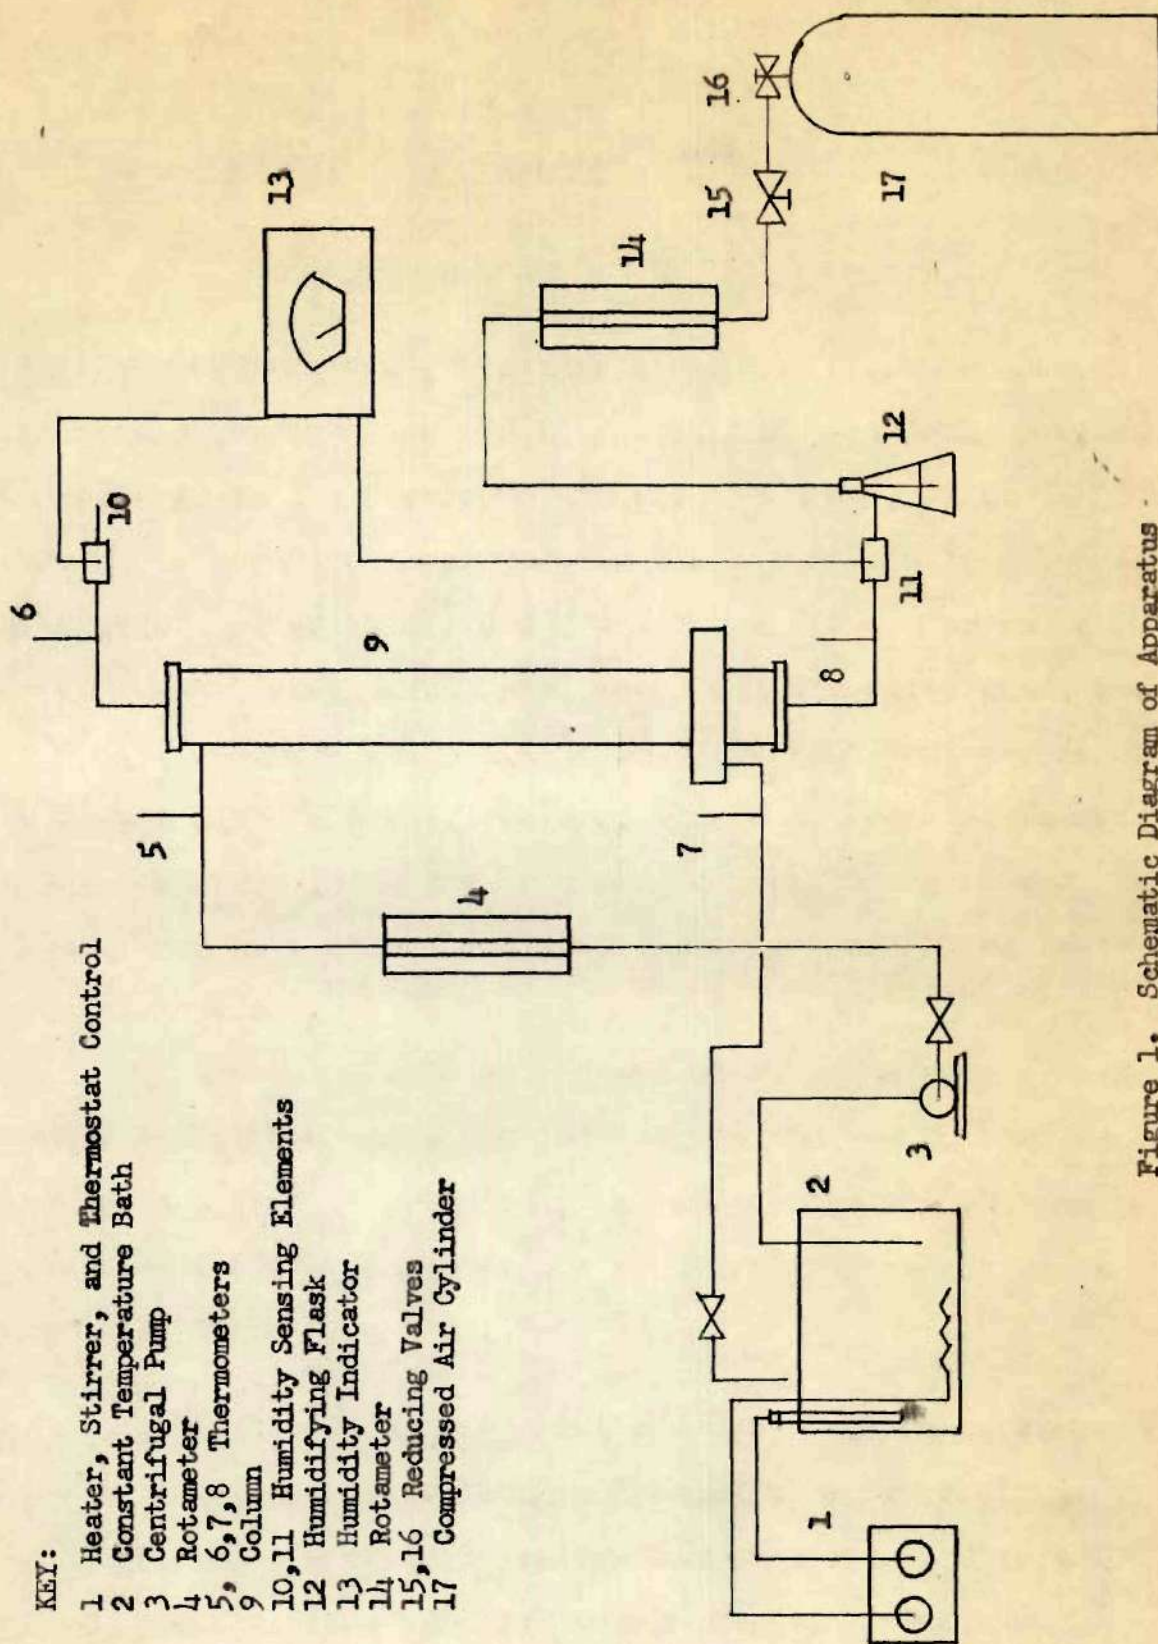 KEY:
1 Heater, Stirrer, and Thermostat Control
2 Constant Temperature Bath
3 Centrifugal Pump
4 Rotameter
5, 6,7,8 Thermometers
9 Column
10,11 Humidity Sensing Elements
12 Humidifying Flask
13 Humidity Indicator
14 Rotameter
15,16 Reducing Valves
17 Compressed Air Cylinder
6
10
13
5
9
4
14
16
15
17
7
8
11
12
1
2
3
Figure 1. Schematic Diagram of Apparatus